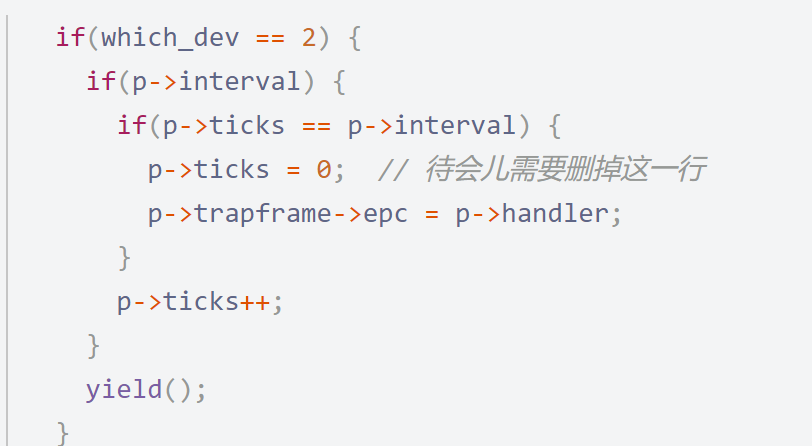 if(which_dev == 2) {
if(p->interval) {
if(p->ticks == p->interval) {
p->ticks = 0;  // 待会儿需要删掉这一行
p->trapframe->epc = p->handler;
}
p->ticks++;
}
yield();
}